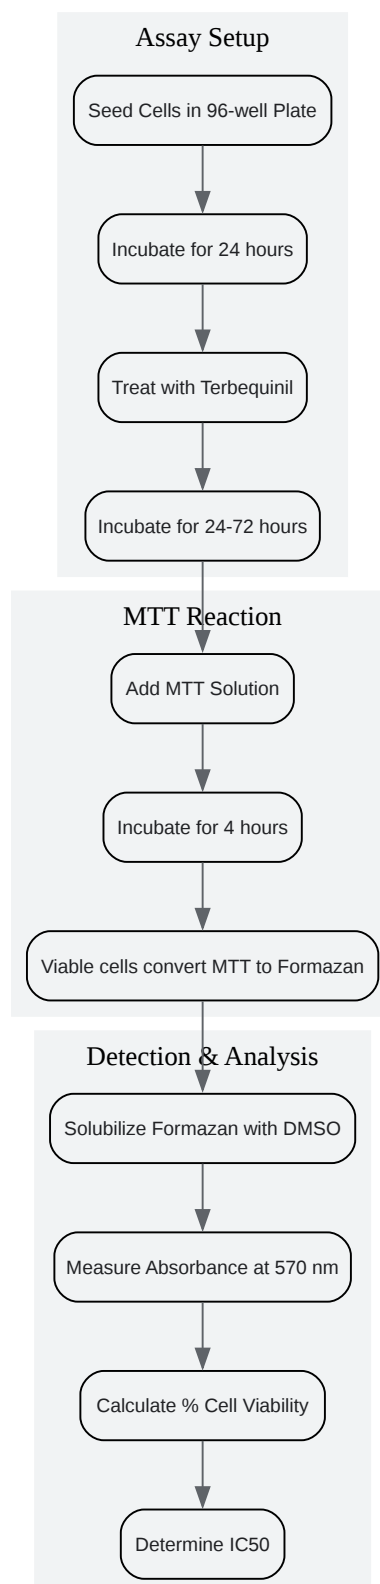 Assay Setup
Seed Cells in 96-well Plate
Incubate for 24 hours
Treat with Terbequinil
Incubate for 24-72 hours
MTT Reaction
Add MTT Solution
Incubate for 4 hours
Viable cells convert MTT to Formazan
Detection & Analysis
Solubilize Formazan with DMSO
Measure Absorbance at 570 nm
Calculate % Cell Viability
Determine IC50